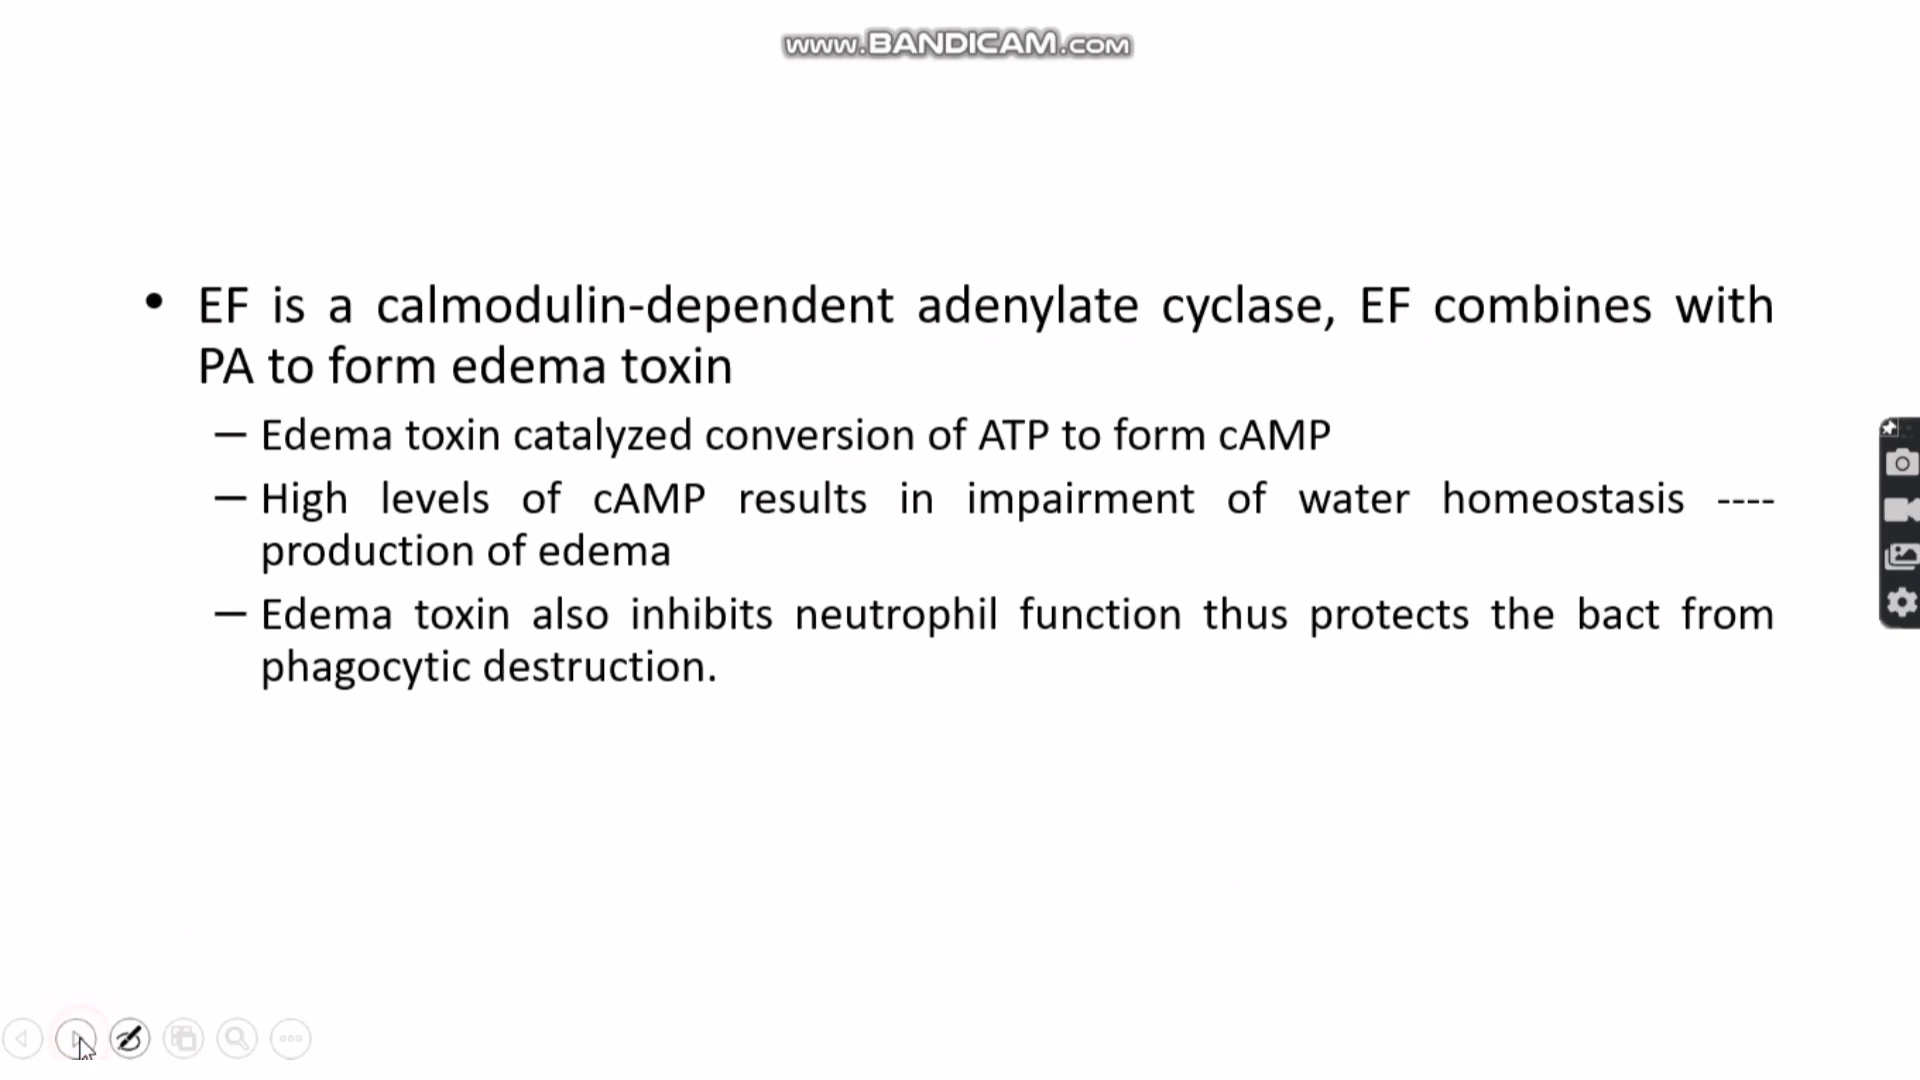 www.BANDICAM.com
• EF is a calmodulin-dependent adenylate cyclase, EF combines with
PA to form edema toxin
– Edema toxin catalyzed conversion of ATP to form cAMP
– High levels of cAMP results in impairment of water homeostasis ----
production of edema
– Edema toxin also inhibits neutrophil function thus protects the bact from
phagocytic destruction.